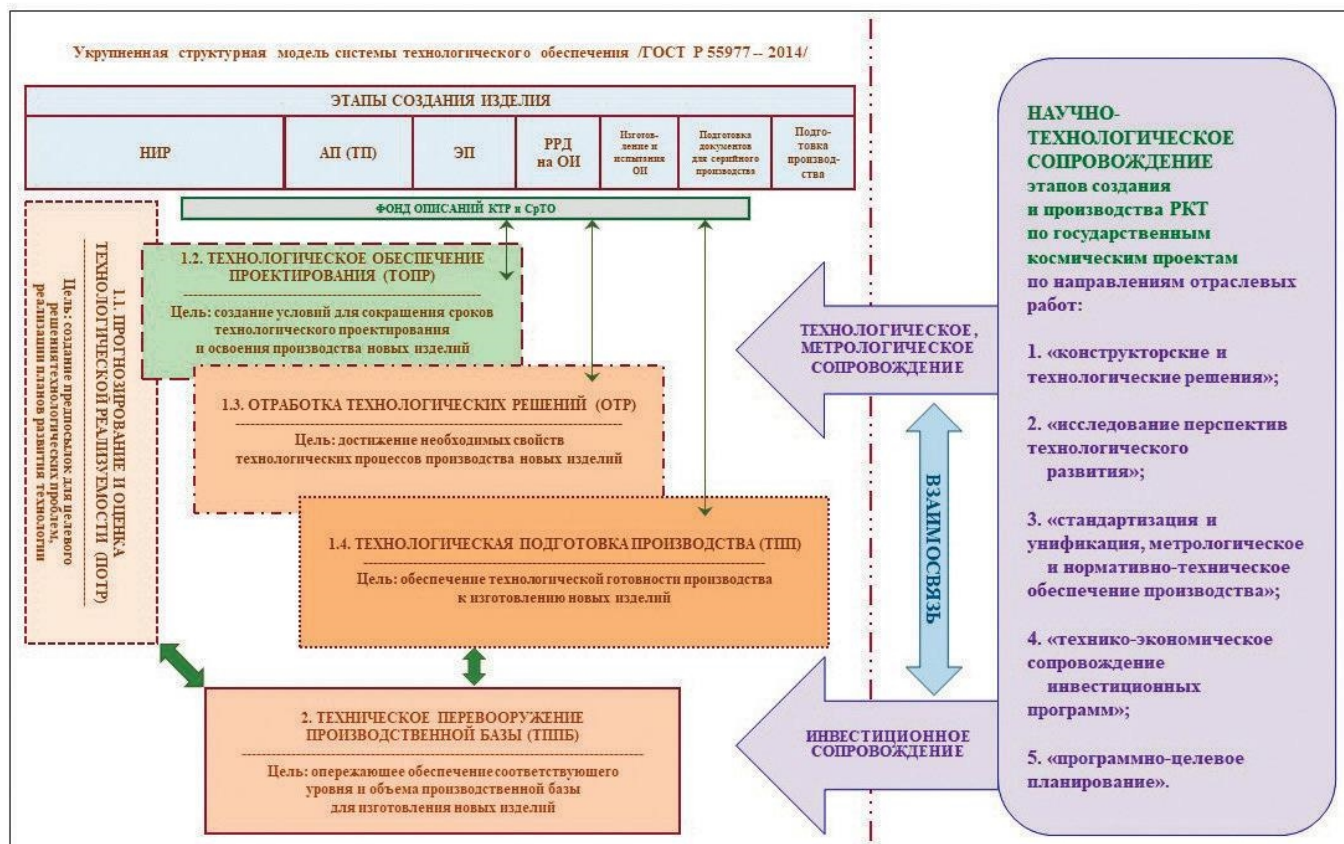 Укрупненная структурная модель системы технологического обеспечения /ГОСТ Р 55977 – 2014/
ЭТАПЫ СОЗДАНИЯ ИЗДЕЛИЯ
НИР
АП (ТП)
ЭП
РРД
на ОИ
Изготов-
ление и
испытания
ОИ
Подготовка
документов
для серийного
производства
Подго-
товка
производ-
ства
ФОНД ОПИСАНИЙ КТР и СрТО
1.1. ПРОГНОЗИРОВАНИЕ И ОЦЕНКА
ТЕХНОЛОГИЧЕСКОЙ РЕАЛИЗУЕМОСТИ (ПОТР)
Цель: создание предпосылок для целевого
решения технологических проблем,
реализации планов развития технологии
1.2. ТЕХНОЛОГИЧЕСКОЕ ОБЕСПЕЧЕНИЕ
ПРОЕКТИРОВАНИЯ (ТОПР)
Цель: создание условий для сокращения сроков
технологического проектирования
и освоения производства новых изделий
1.3. ОТРАБОТКА ТЕХНОЛОГИЧЕСКИХ РЕШЕНИЙ (ОТР)
Цель: достижение необходимых свойств
технологических процессов производства новых изделий
1.4. ТЕХНОЛОГИЧЕСКАЯ ПОДГОТОВКА ПРОИЗВОДСТВА (ТПП)
Цель: обеспечение технологической готовности производства
к изготовлению новых изделий
2. ТЕХНИЧЕСКОЕ ПЕРЕВООРУЖЕНИЕ
ПРОИЗВОДСТВЕННОЙ БАЗЫ (ТППБ)
Цель: опережающее обеспечение соответствующего
уровня и объема производственной базы
для изготовления новых изделий
ТЕХНОЛОГИЧЕСКОЕ,
МЕТРОЛОГИЧЕСКОЕ
СОПРОВОЖДЕНИЕ
ВЗАИМОСВЯЗЬ
ИНВЕСТИЦИОННОЕ
СОПРОВОЖДЕНИЕ
НАУЧНО-
ТЕХНОЛОГИЧЕСКОЕ
СОПРОВОЖДЕНИЕ
этапов создания
и производства РКТ
по государственным
космическим проектам
по направлениям отраслевых
работ:
1. «конструкторские и
технологические решения»;
2. «исследование перспектив
технологического
развития»;
3. «стандартизация и
унификация, метрологическое
и нормативно-техническое
обеспечение производства»;
4. «технико-экономическое
сопровождение
инвестиционных
программ»;
5. «программно-целевое
планирование».